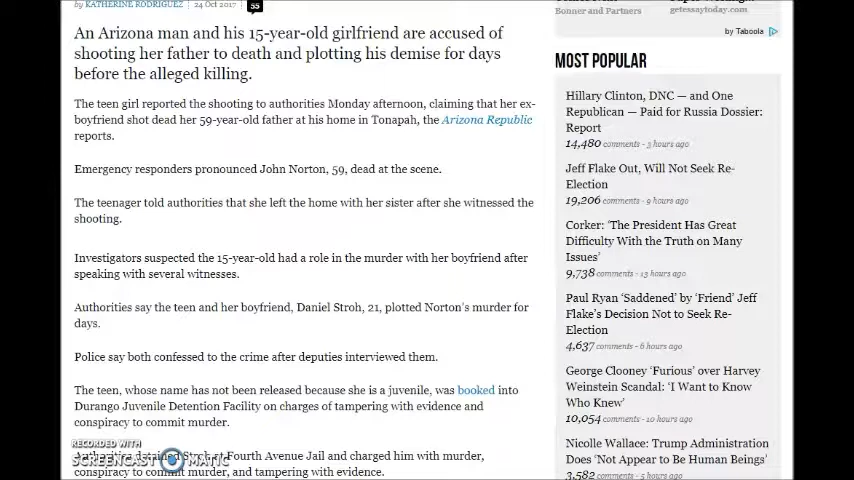 by KATHERINE RODRIGUEZ | 24 Oct 2017 55
An Arizona man and his 15-year-old girlfriend are accused of
shooting her father to death and plotting his demise for days
before the alleged killing.
The teen girl reported the shooting to authorities Monday afternoon, claiming that her ex-
boyfriend shot dead her 59-year-old father at his home in Tonapah, the Arizona Republic
reports.
Emergency responders pronounced John Norton, 59, dead at the scene.
The teenager told authorities that she left the home with her sister after she witnessed the
shooting.
Investigators suspected the 15-year-old had a role in the murder with her boyfriend after
speaking with several witnesses.
Authorities say the teen and her boyfriend, Daniel Stroh, 21, plotted Norton's murder for
days.
Police say both confessed to the crime after deputies interviewed them.
The teen, whose name has not been released because she is a juvenile, was booked into
Durango Juvenile Detention Facility on charges of tampering with evidence and
conspiracy to commit murder.
Authorities detained Stroh at Fourth Avenue Jail and charged him with murder,
conspiracy to commit murder, and tampering with evidence.
RECORDED WITH
SCREENCAST MATIC
Bonner and Partners
getessaytoday.com
by Taboola
MOST POPULAR
Hillary Clinton, DNC — and One
Republican — Paid for Russia Dossier:
Report
14,480 comments - 3 hours ago
Jeff Flake Out, Will Not Seek Re-
Election
19,206 comments - 9 hours ago
Corker: 'The President Has Great
Difficulty With the Truth on Many
Issues'
9,738 comments - 13 hours ago
Paul Ryan 'Saddened' by 'Friend' Jeff
Flake's Decision Not to Seek Re-
Election
4,637 comments - 6 hours ago
George Clooney 'Furious' over Harvey
Weinstein Scandal: 'I Want to Know
Who Knew'
10,054 comments - 10 hours ago
Nicolle Wallace: Trump Administration
Does 'Not Appear to Be Human Beings'
3,582 comments - 5 hours ago